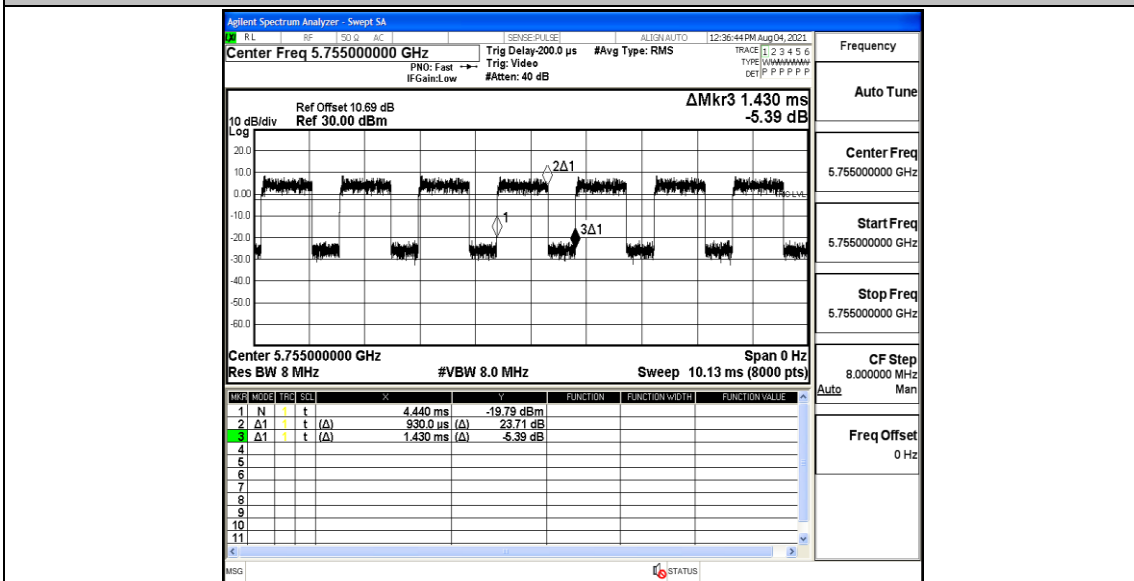 Agilent Spectrum Analyzer - Swept SA
LXI RL RF 50 Ω AC SENSE:PULSE ALIGN AUTO 12:36:44 PM Aug 04, 2021
Center Freq 5.755000000 GHz
PNO: Fast
IFGain:Low
Trig Delay-200.0 µs #Avg Type: RMS
Trig: Video
#Atten: 40 dB
TRACE 1 2 3 4 5 6
TYPE
DET P P P P P P
ΔMkr3 1.430 ms
-5.39 dB
Ref Offset 10.69 dB
10 dB/div Ref 30.00 dBm
Log
20.0
10.0
0.00
-10.0
-20.0
-30.0
-40.0
-50.0
-60.0
2Δ1
1
3Δ1
TRIG LVL
Center 5.755000000 GHz Span 0 Hz
Res BW 8 MHz #VBW 8.0 MHz Sweep 10.13 ms (8000 pts)
MKR MODE TRC SCL X Y FUNCTION FUNCTION WIDTH FUNCTION VALUE
1 N 1 t 4.440 ms -19.79 dBm
2 Δ1 1 t (Δ) 930.0 µs (Δ) 23.71 dB
3 Δ1 1 t (Δ) 1.430 ms (Δ) -5.39 dB
4
5
6
7
8
9
10
11
MSG STATUS
Frequency
Auto Tune
Center Freq
5.755000000 GHz
Start Freq
5.755000000 GHz
Stop Freq
5.755000000 GHz
CF Step
8.000000 MHz
Auto Man
Freq Offset
0 Hz